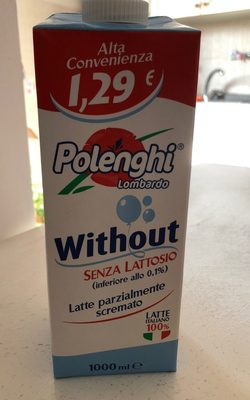 Alta
Convenienza
1,29 €
Polenghi®
Lombardo
Without
SENZA LATTOSIO
(inferiore allo 0,1%)
Latte parzialmente
scremato
LATTE
ITALIANO
100%
1000 ml ℮